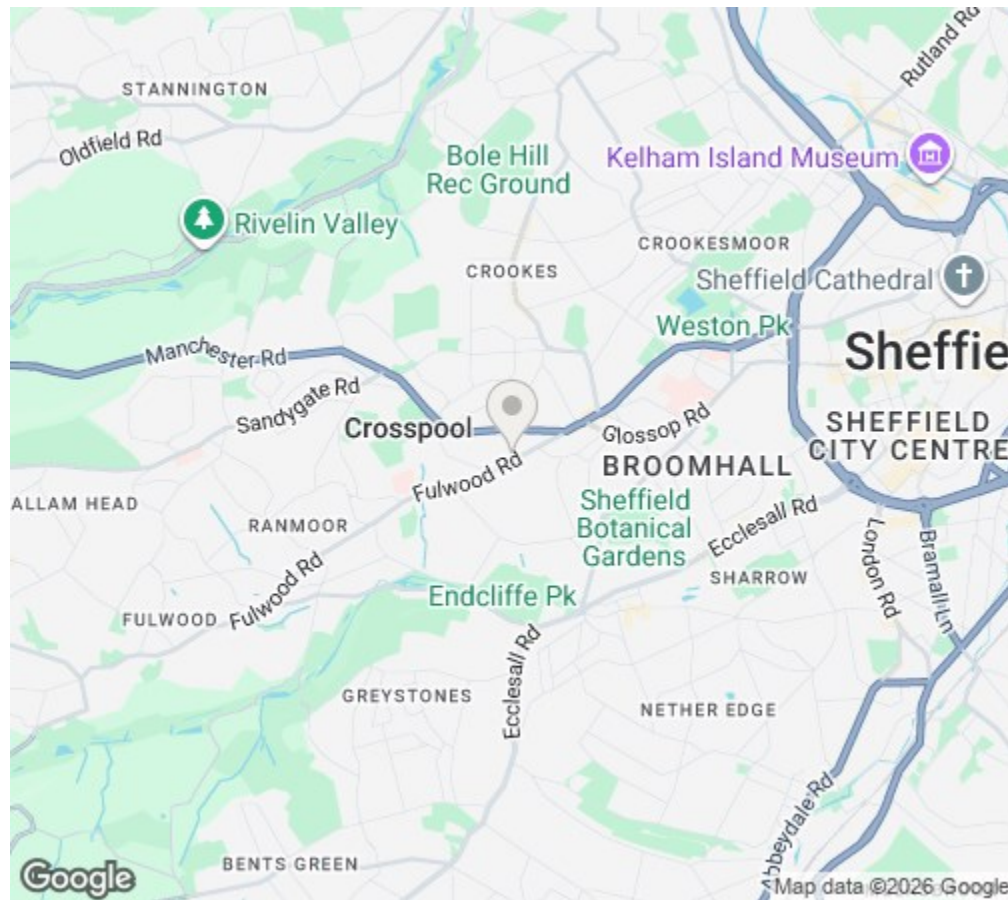 Rutland Rd
STANNINGTON
Oldfield Rd
Bole Hill
Rec Ground
Kelham Island Museum
Rivelin Valley
CROOKESMOOR
CROOKES
Sheffield Cathedral
Weston Pk
Manchester Rd
Sheffie
Sandygate Rd
Crosspool
Glossop Rd
SHEFFIELD
CITY CENTRE
BROOMHALL
Fulwood Rd
ALLAM HEAD
Sheffield
Botanical
Gardens
RANMOOR
Ecclesall Rd
London Rd
Bramall Ln
Fulwood Rd
SHARROW
Endcliffe Pk
FULWOOD
Ecclesall Rd
GREYSTONES
NETHER EDGE
Abbeydale Rd
BENTS GREEN
Google
Map data ©2026 Google